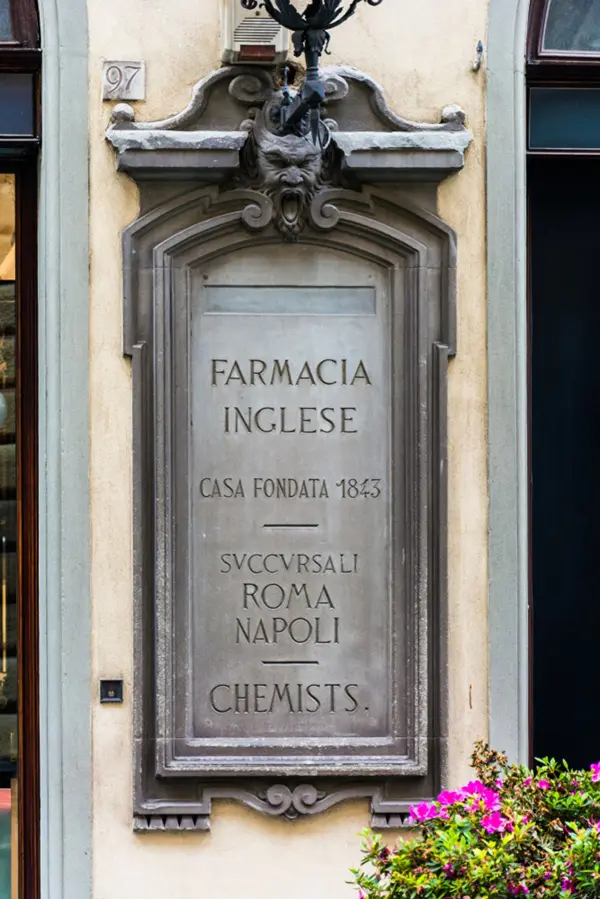 97
FARMACIA
INGLESE
CASA FONDATA 1843
SVCCVRSALI
ROMA
NAPOLI
CHEMISTS.